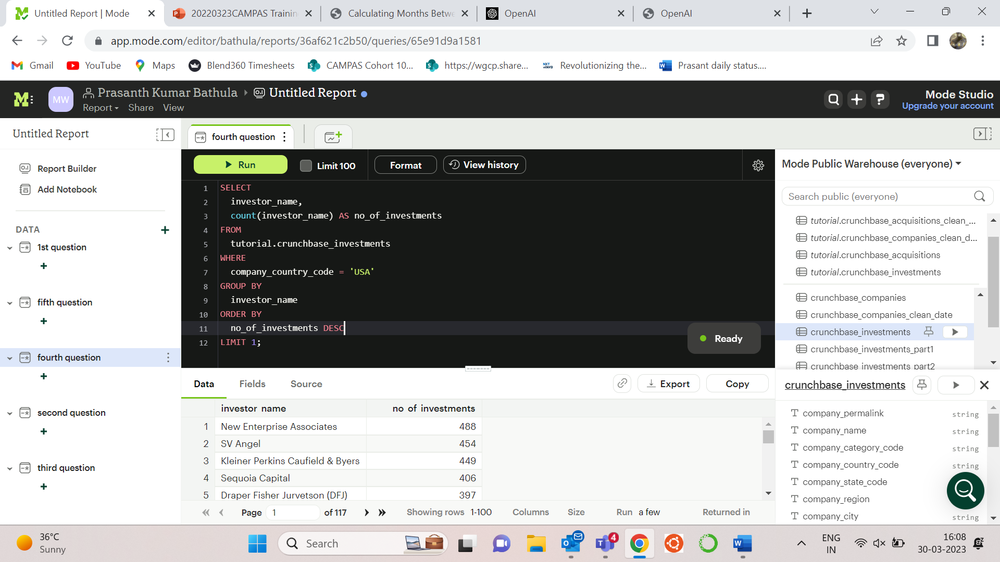 Untitled Report | Mode
20220323CAMPAS Trainin
Calculating Months Betwe
OpenAI
OpenAI
app.mode.com/editor/bathula/reports/36af621c2b50/queries/65e91d9a1581
Gmail
YouTube
Maps
Blend360 Timesheets
CAMPAS Cohort 10...
https://wgcp.share...
Revolutionizing the...
Prasant daily status....
MW
Prasanth Kumar Bathula
Untitled Report
Report
Share
View
Mode Studio
Upgrade your account
Untitled Report
Report Builder
Add Notebook
DATA
1st question
fifth question
fourth question
second question
third question
fourth question
Run
Limit 100
Format
View history
1 SELECT
2 investor_name,
3 count(investor_name) AS no_of_investments
4 FROM
5 tutorial.crunchbase_investments
6 WHERE
7 company_country_code = 'USA'
8 GROUP BY
9 investor_name
10 ORDER BY
11 no_of_investments DESC
12 LIMIT 1;
Ready
Data
Fields
Source
Export
Copy
investor name no of investments
1 New Enterprise Associates 488
2 SV Angel 454
3 Kleiner Perkins Caufield & Byers 449
4 Sequoia Capital 406
5 Draper Fisher Jurvetson (DFJ) 397
Page 1 of 117
Showing rows 1-100
Columns
Size
Run a few
Returned in
Mode Public Warehouse (everyone)
Search public (everyone)
tutorial.crunchbase_acquisitions_clean_...
tutorial.crunchbase_companies_clean_d...
tutorial.crunchbase_acquisitions
tutorial.crunchbase_investments
crunchbase_companies
crunchbase_companies_clean_date
crunchbase_investments
crunchbase_investments_part1
crunchbase_investments_part2
crunchbase_investments
company_permalink string
company_name string
company_category_code string
company_country_code string
company_state_code
company_region
company_city string
36°C
Sunny
Search
4
ENG
IN
16:08
30-03-2023